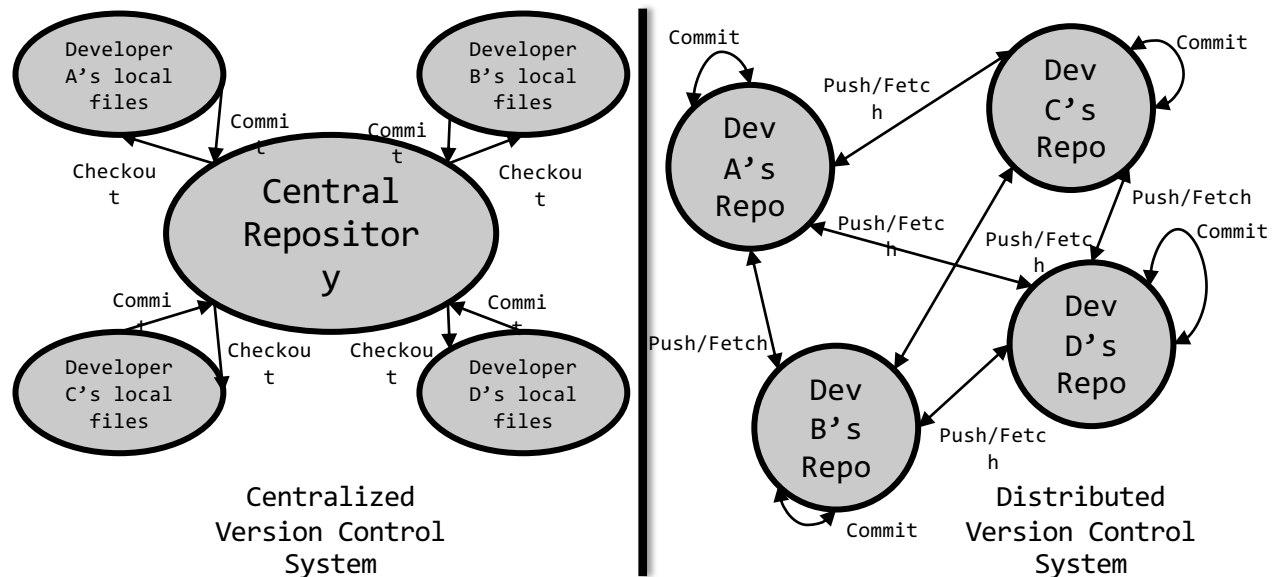 Developer
A’s local
files
Developer
B’s local
files
Commi
t
Commi
t
Checkou
t
Checkou
t
Central
Repositor
y
Commi
t
Commi
t
Checkou
t
Checkou
t
Developer
C’s local
files
Developer
D’s local
files
Centralized
Version Control
System
Commit
Commit
Dev
C’s
Repo
Push/Fetc
h
Dev
A’s
Repo
Push/Fetch
Push/Fetc
h
Push/Fetc
h
Commit
Dev
D’s
Repo
Push/Fetch
Dev
B’s
Repo
Push/Fetc
h
Commit
Distributed
Version Control
System